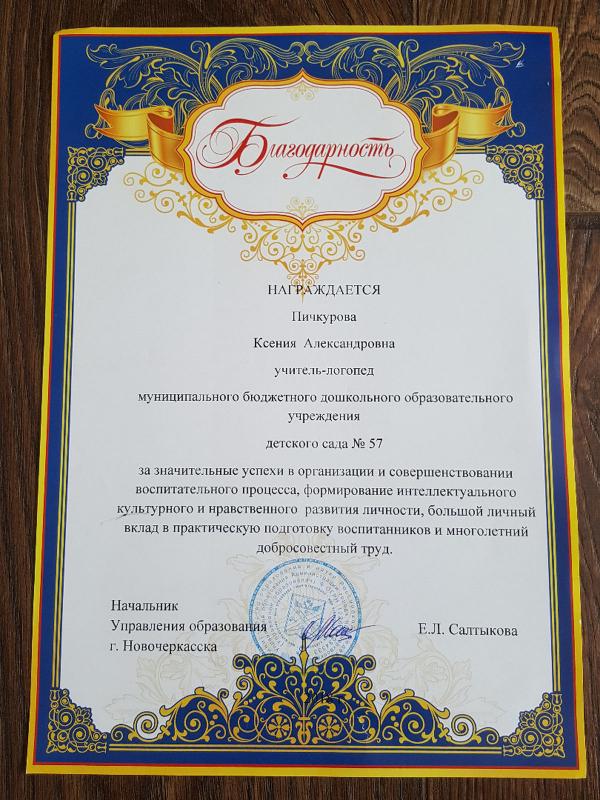 Благодарность
НАГРАЖДАЕТСЯ
Пичкурова
Ксения Александровна
учитель-логопед
муниципального бюджетного дошкольного образовательного
учреждения
детского сада № 57
за значительные успехи в организации и совершенствовании
воспитательного процесса, формирование интеллектуального
культурного и нравственного развития личности, большой личный
вклад в практическую подготовку воспитанников и многолетний
добросовестный труд.
Начальник
Управления образования
г. Новочеркасска
Е.Л. Салтыкова